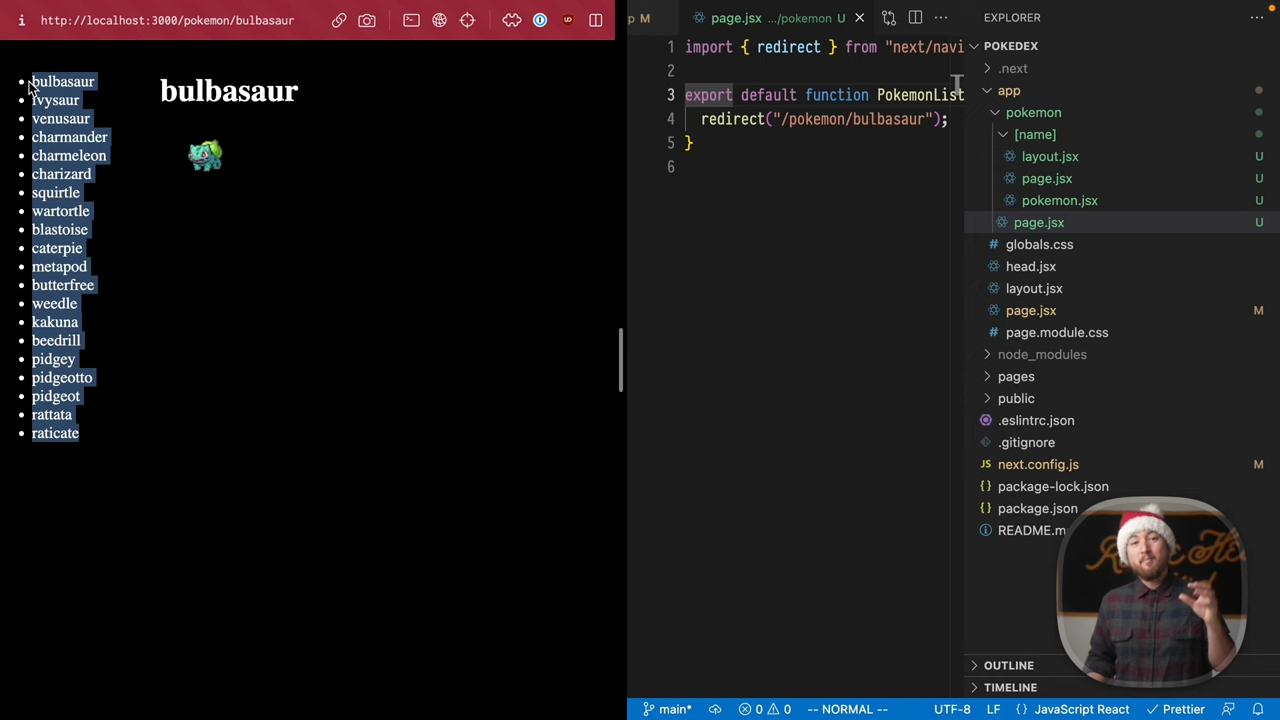 http://localhost:3000/pokemon/bulbasaur
bulbasaur
ivysaur
venusaur
charmander
charmeleon
charizard
squirtle
wartortle
blastoise
caterpie
metapod
butterfree
weedle
kakuna
beedrill
pidgey
pidgeotto
pidgeot
rattata
raticate
bulbasaur
p M
page.jsx .../pokemon U
1 import { redirect } from "next/navi
2
3 export default function PokemonList
4 redirect("/pokemon/bulbasaur");
5 }
6
EXPLORER
POKEDEX
.next
app
pokemon
[name]
layout.jsx U
page.jsx U
pokemon.jsx U
page.jsx U
globals.css
head.jsx
layout.jsx
page.jsx M
page.module.css
node_modules
pages
public
.eslintrc.json
.gitignore
JS next.config.js M
package-lock.json
package.json
README.m
OUTLINE
TIMELINE
main* 0 0 -- NORMAL -- UTF-8 LF {} JavaScript React Prettier